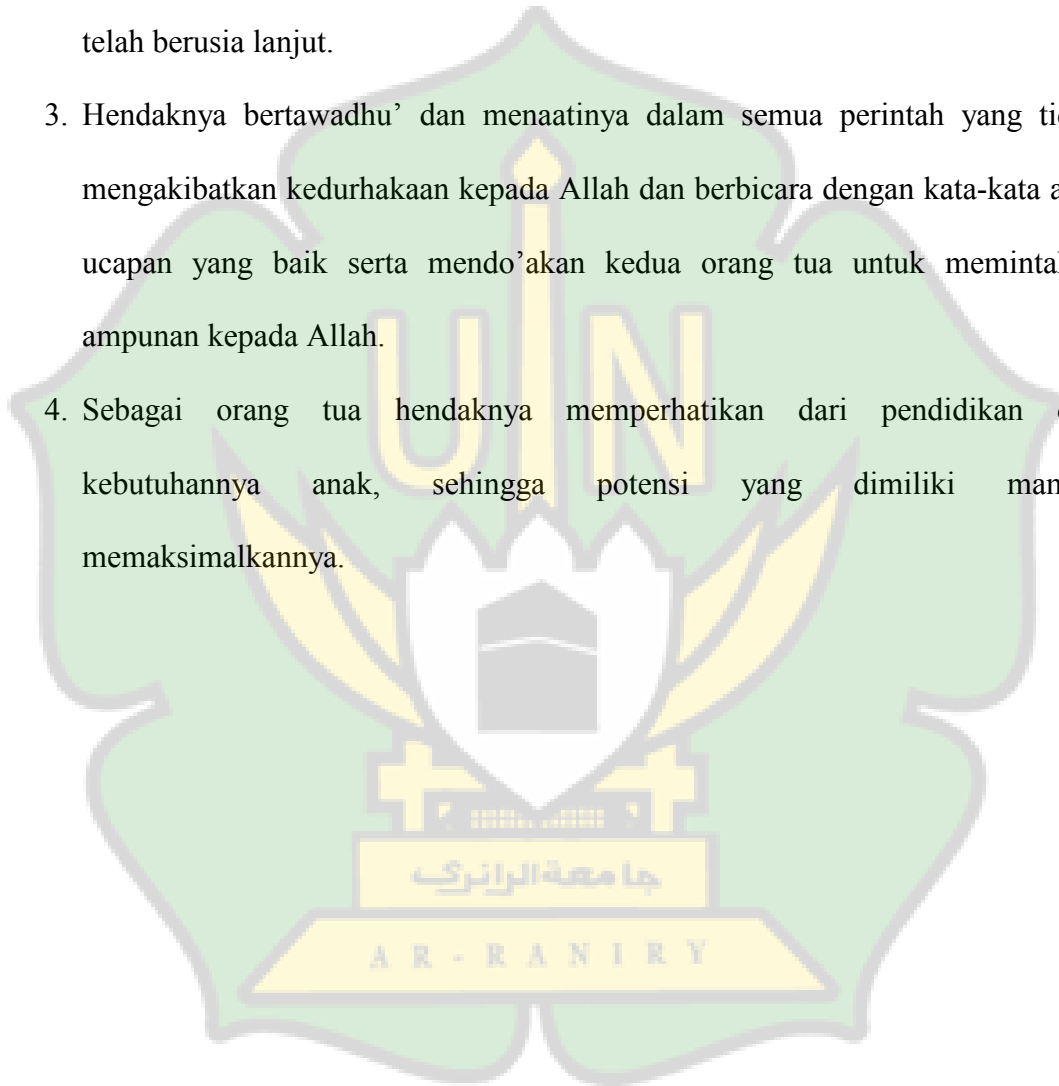 telah berusia lanjut.
3. Hendaknya bertawadhu’ dan menaatinya dalam semua perintah yang
mengakibatkan kedurhakaan kepada Allah dan berbicara dengan kata-kata
ucapan yang baik serta mendo’akan kedua orang tua untuk
ampunan kepada Allah.
4. Sebagai orang tua hendaknya memperhatikan dari pendidikan
kebutuhannya anak, sehingga potensi yang dimiliki
memaksimalkannya.
UIN
جامعةالرانري
AR-RANIRY